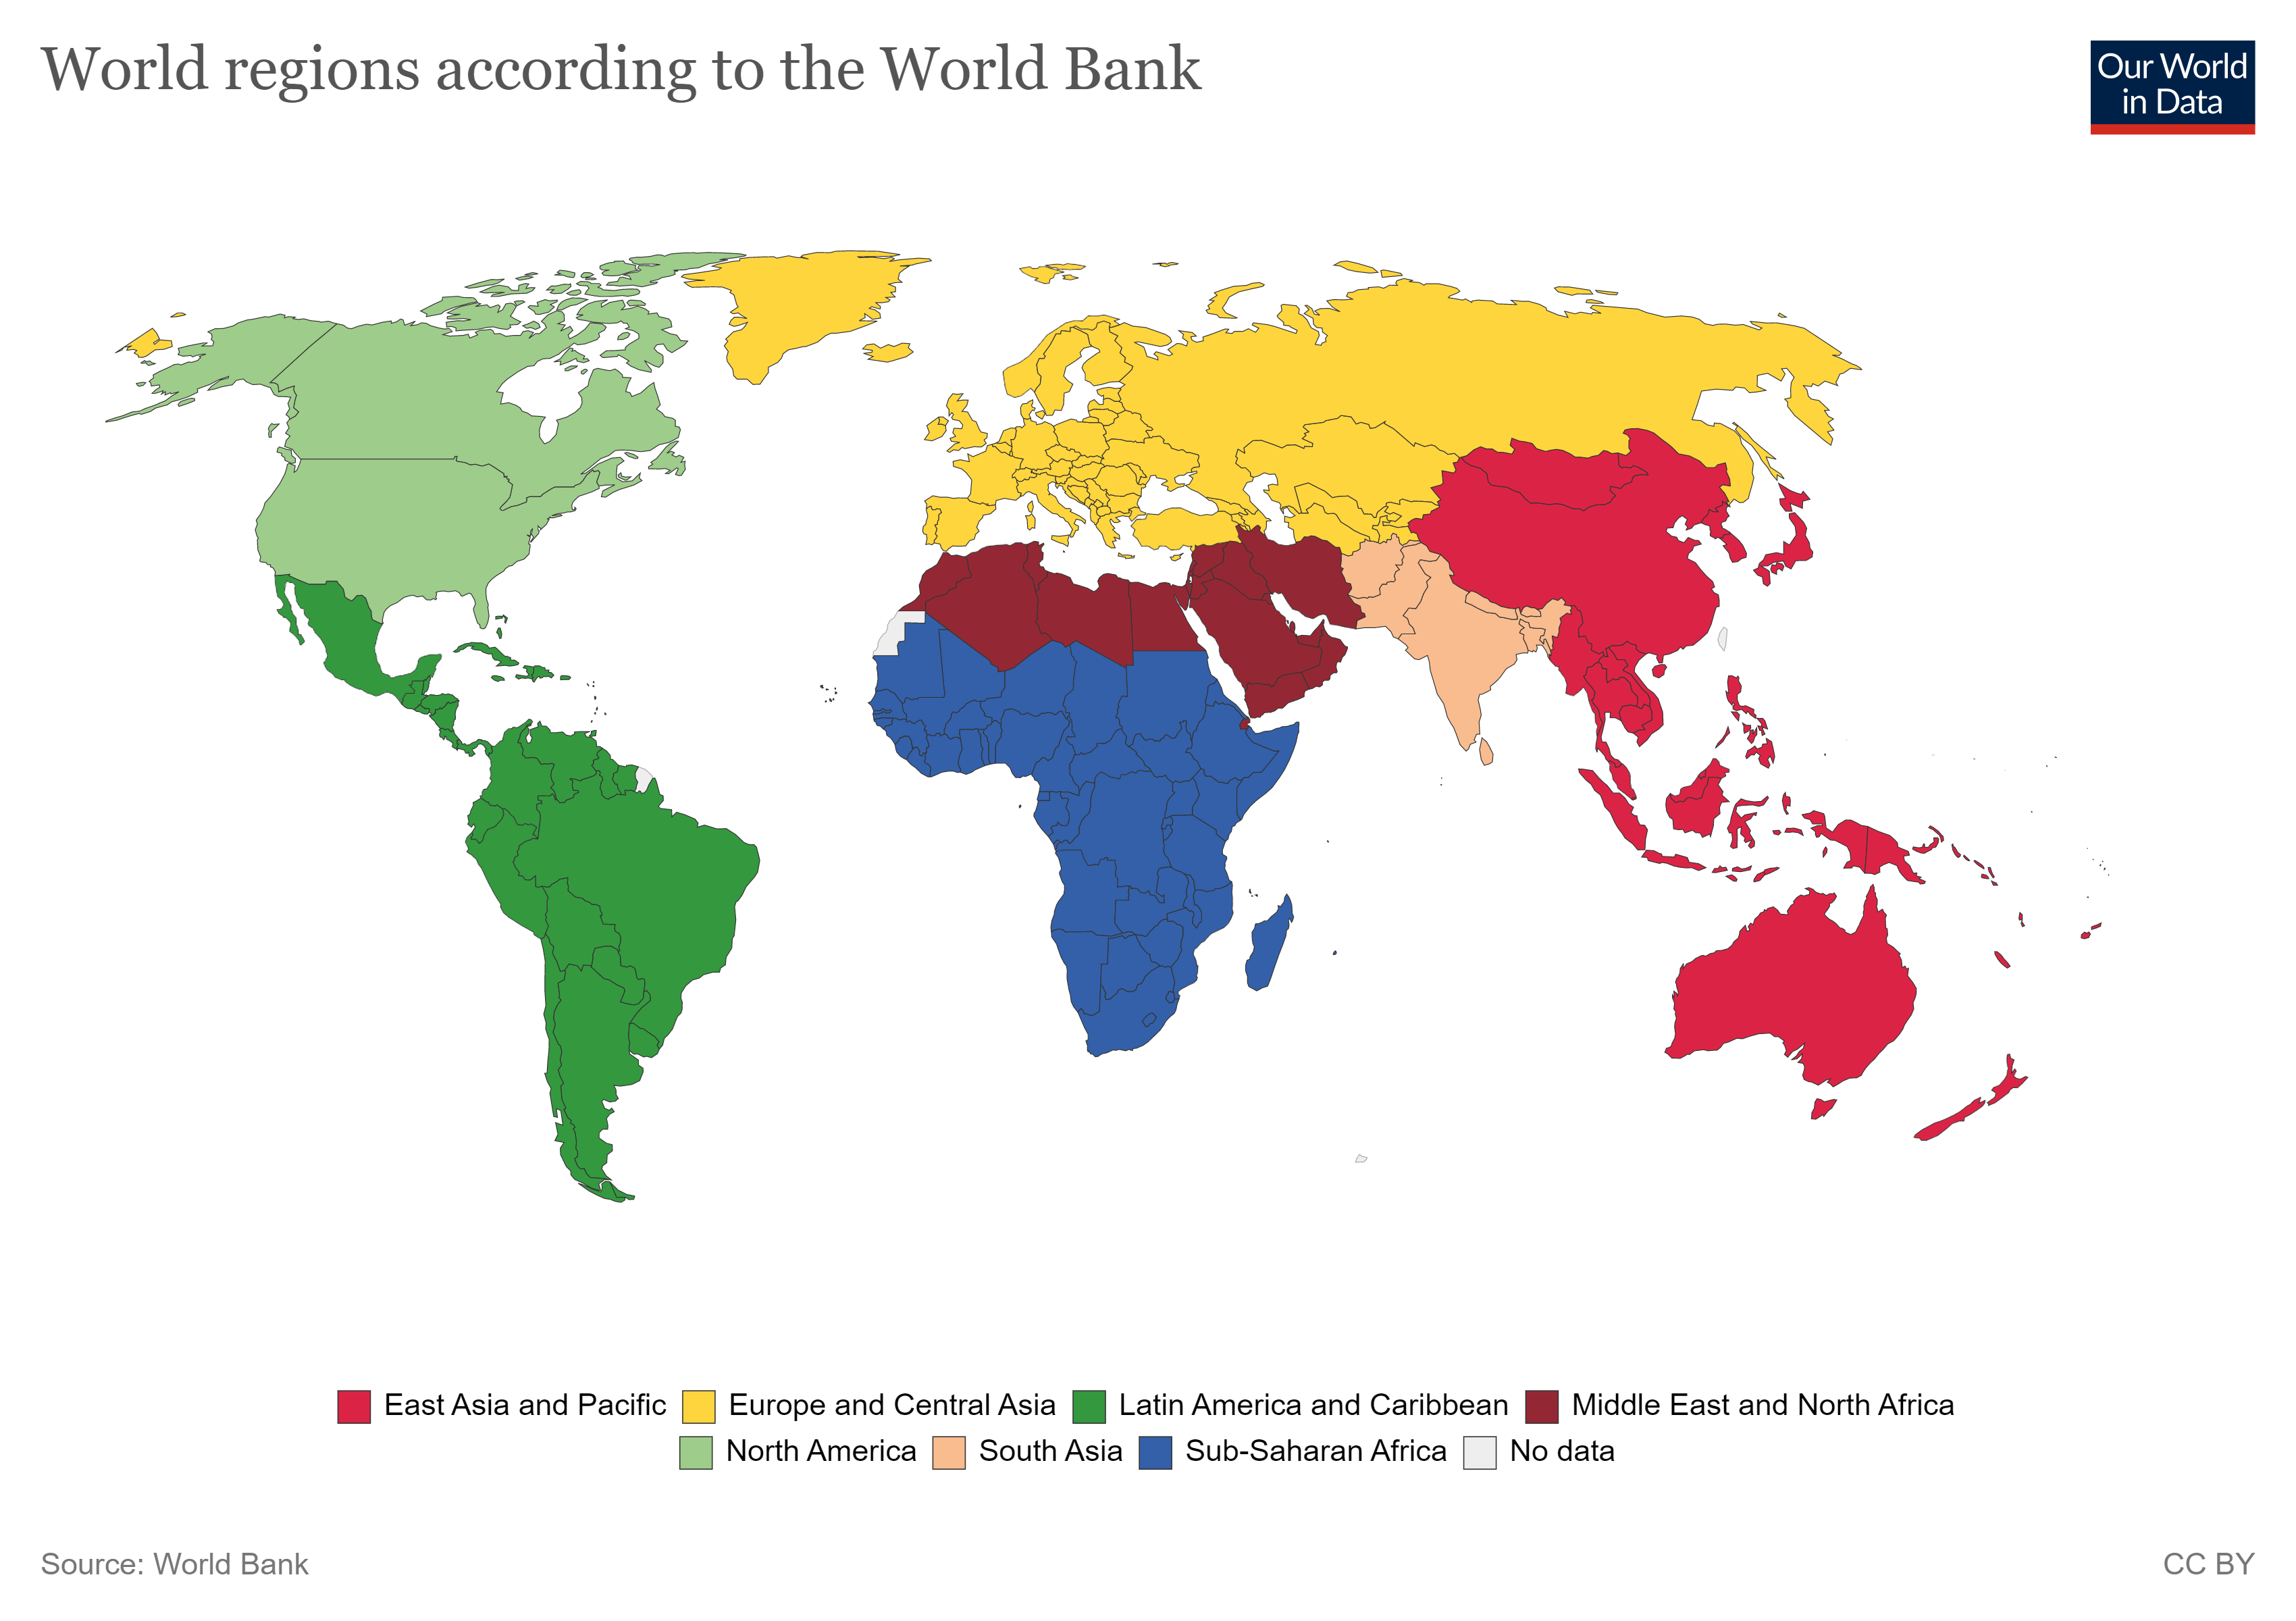 World regions according to the World Bank
Our World
in Data
East Asia and Pacific Europe and Central Asia Latin America and Caribbean Middle East and North Africa
North America South Asia Sub-Saharan Africa No data
Source: World Bank
CC BY